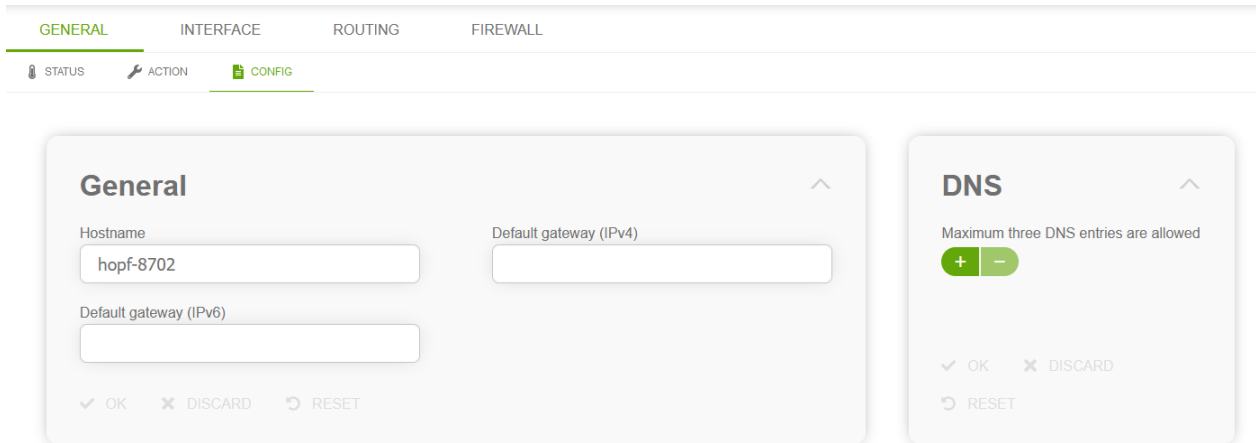 GENERAL INTERFACE ROUTING FIREWALL
STATUS ACTION CONFIG
General
Hostname
hopf-8702
Default gateway (IPv4)
Default gateway (IPv6)
OK DISCARD RESET
DNS
Maximum three DNS entries are allowed
+ −
OK DISCARD
RESET